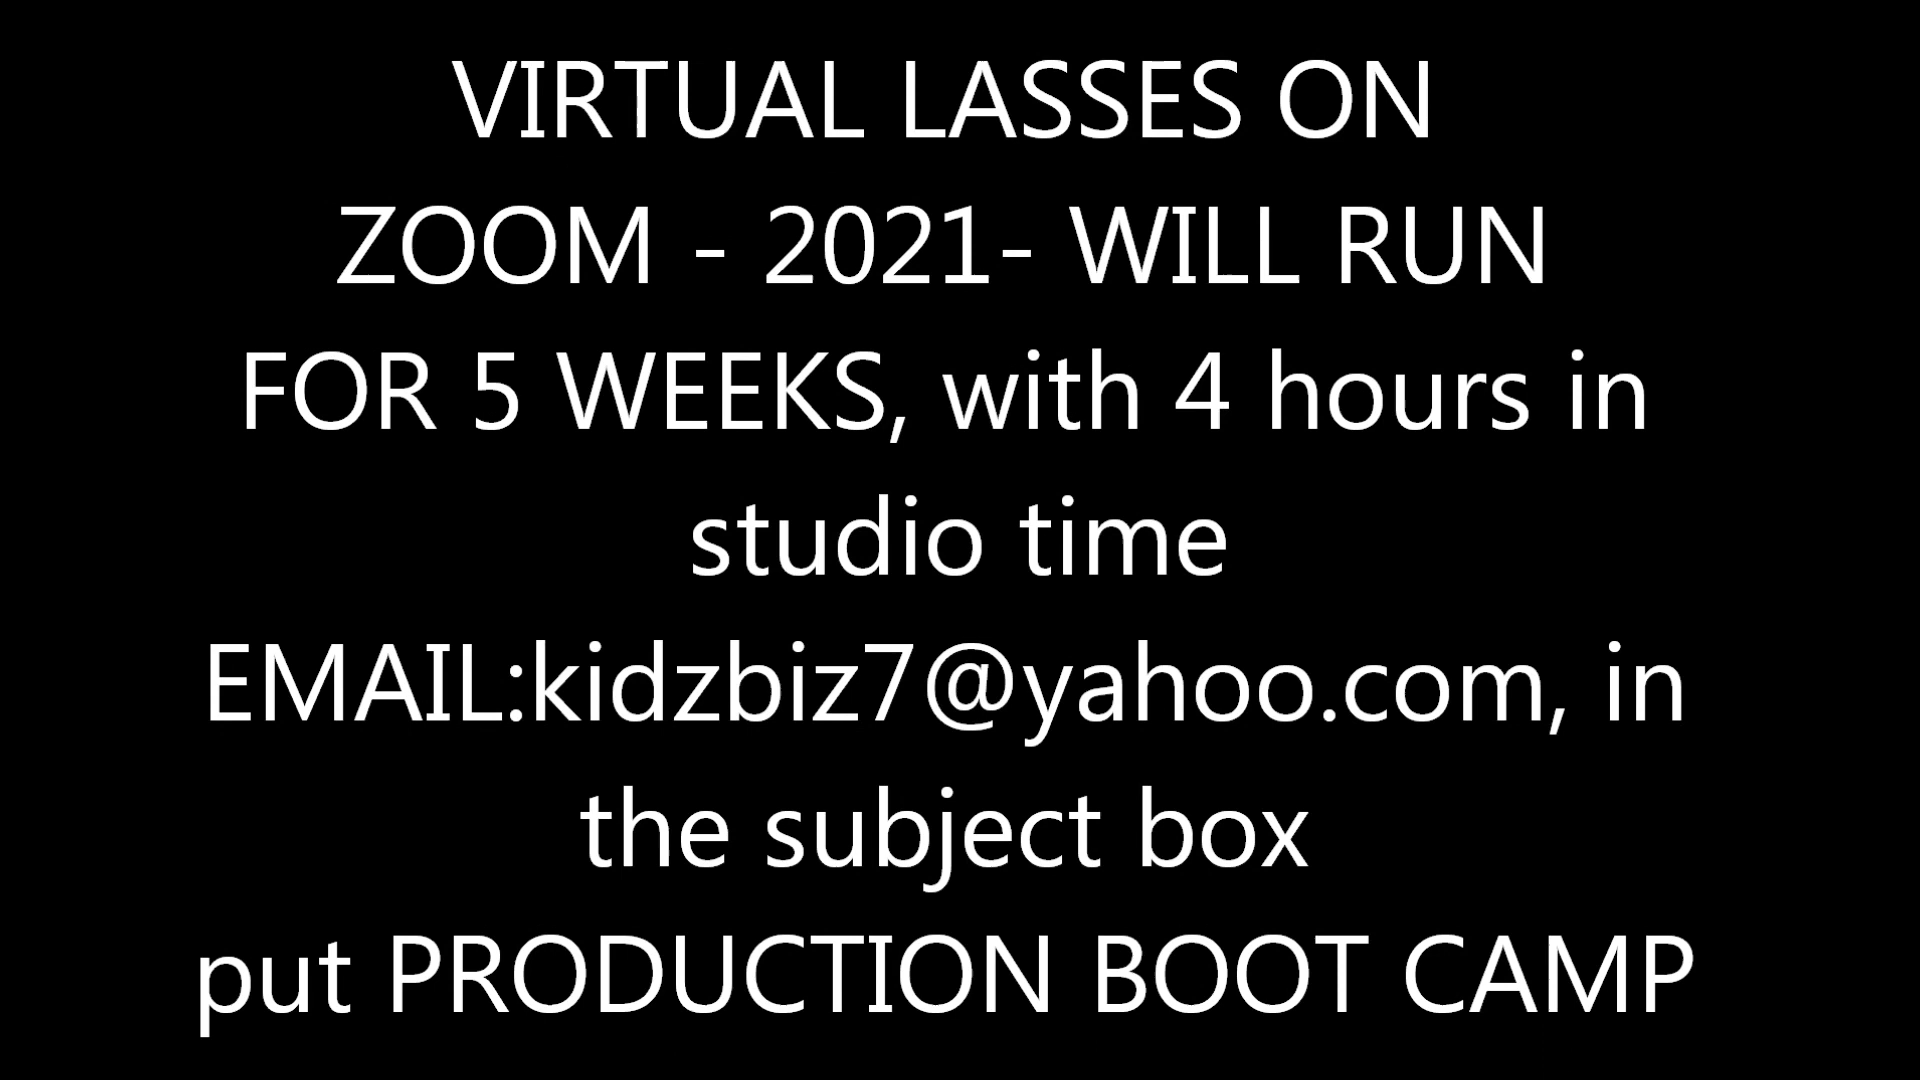 VIRTUAL LASSES ON
ZOOM - 2021- WILL RUN
FOR 5 WEEKS, with 4 hours in
studio time
EMAIL:kidzbiz7@yahoo.com, in
the subject box
put PRODUCTION BOOT CAMP